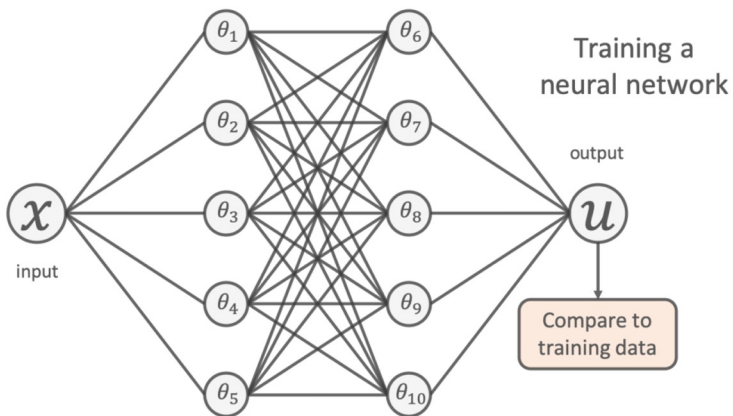 Training a
neural network
θ₁
θ₂
θ₃
θ₄
θ₅
θ₆
θ₇
θ₈
θ₉
θ₁₀
x
input
output
u
Compare to
training data